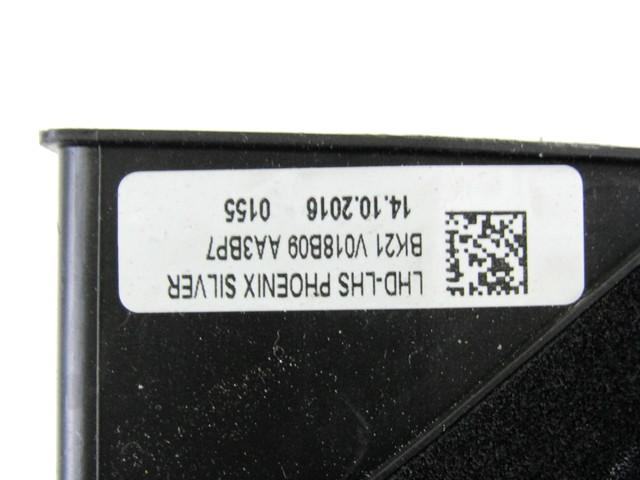 LHD-LHS PHOENIX SILVER
BK21 V018B09 AA3BP7
14.10.2016 0155